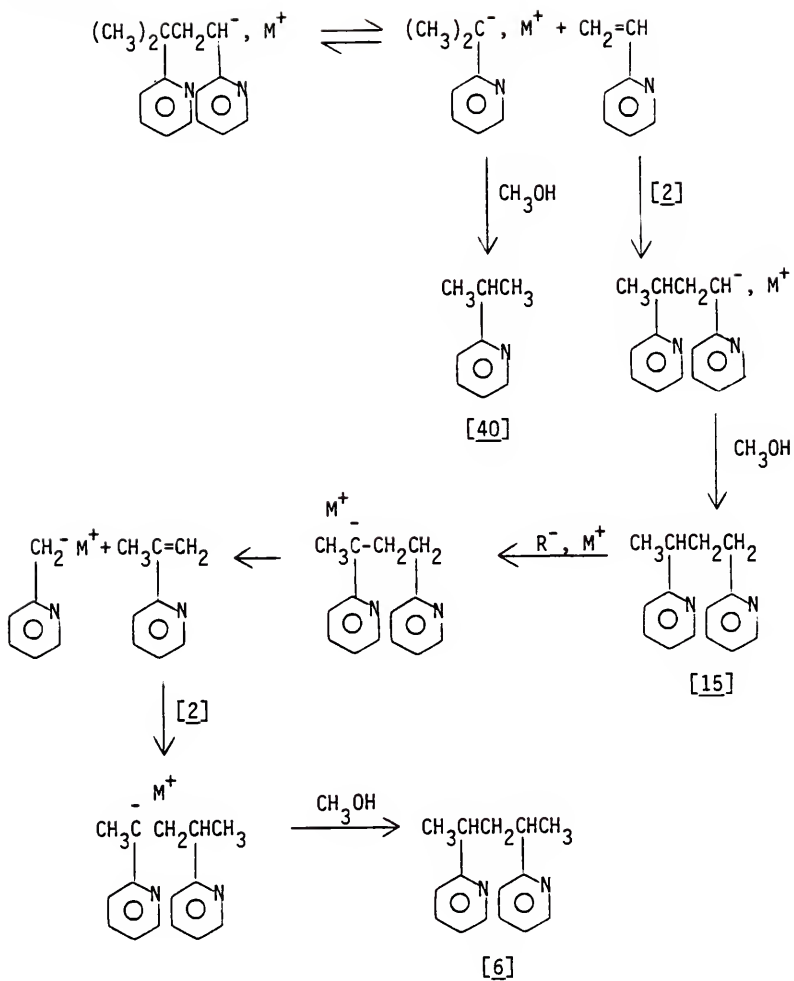 (CH₃)₂CCH₂CH⁻, M⁺ ⇌ (CH₃)₂C⁻, M⁺ + CH₂=CH
N N N N
CH₃OH [2]
CH₃CHCH₃ CH₃CHCH₂CH⁻, M⁺
N N N
[40]
CH₃OH
M⁺
CH₂⁻ M⁺ + CH₃C=CH₂ ← CH₃C⁻-CH₂CH₂ ← R⁻, M⁺ CH₃CHCH₂CH₂
N N N N N N
[15]
[2]
M⁺
CH₃C⁻ CH₂CHCH₃ → CH₃OH CH₃CHCH₂CHCH₃
N N N N
[6]